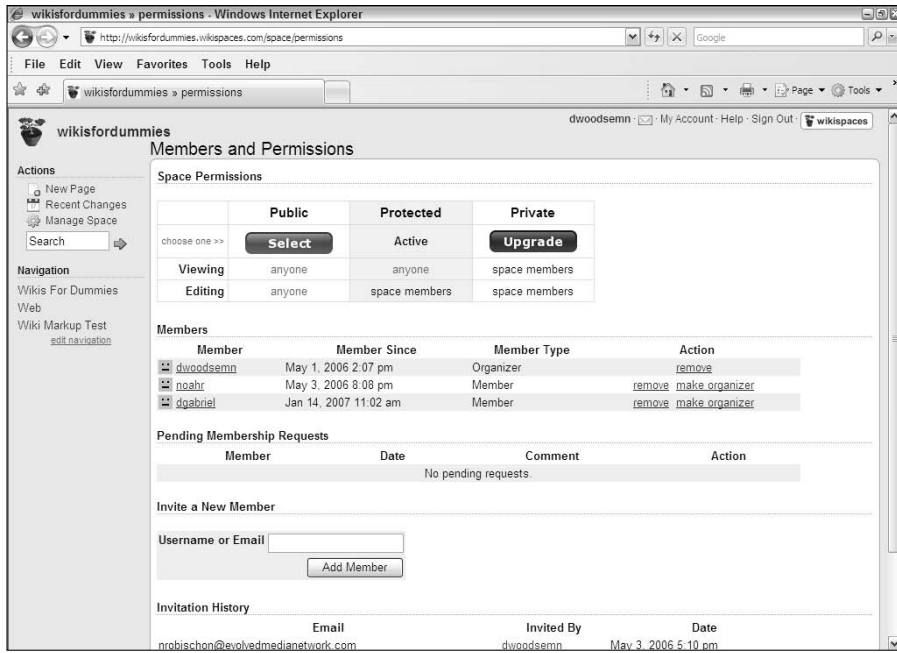 wikisfordummies » permissions - Windows Internet Explorer
http://wikisfordummies.wikispaces.com/space/permissions
Google
File Edit View Favorites Tools Help
wikisfordummies » permissions
Page Tools
dwoodsemn · My Account · Help · Sign Out · wikispaces
wikisfordummies
Members and Permissions
Actions
New Page
Recent Changes
Manage Space
Search
Navigation
Wikis For Dummies
Web
Wiki Markup Test
edit navigation
Space Permissions
Public Protected Private
choose one >> Select Active Upgrade
Viewing anyone anyone space members
Editing anyone space members space members
Members
Member Member Since Member Type Action
dwoodsemn May 1, 2006 2:07 pm Organizer remove
noahr May 3, 2006 8:08 pm Member remove make organizer
dgabriel Jan 14, 2007 11:02 am Member remove make organizer
Pending Membership Requests
Member Date Comment Action
No pending requests.
Invite a New Member
Username or Email
Add Member
Invitation History
Email Invited By Date
nrobischon@evolvedmedianetwork.com dwoodsemn May 3, 2006 5:10 pm